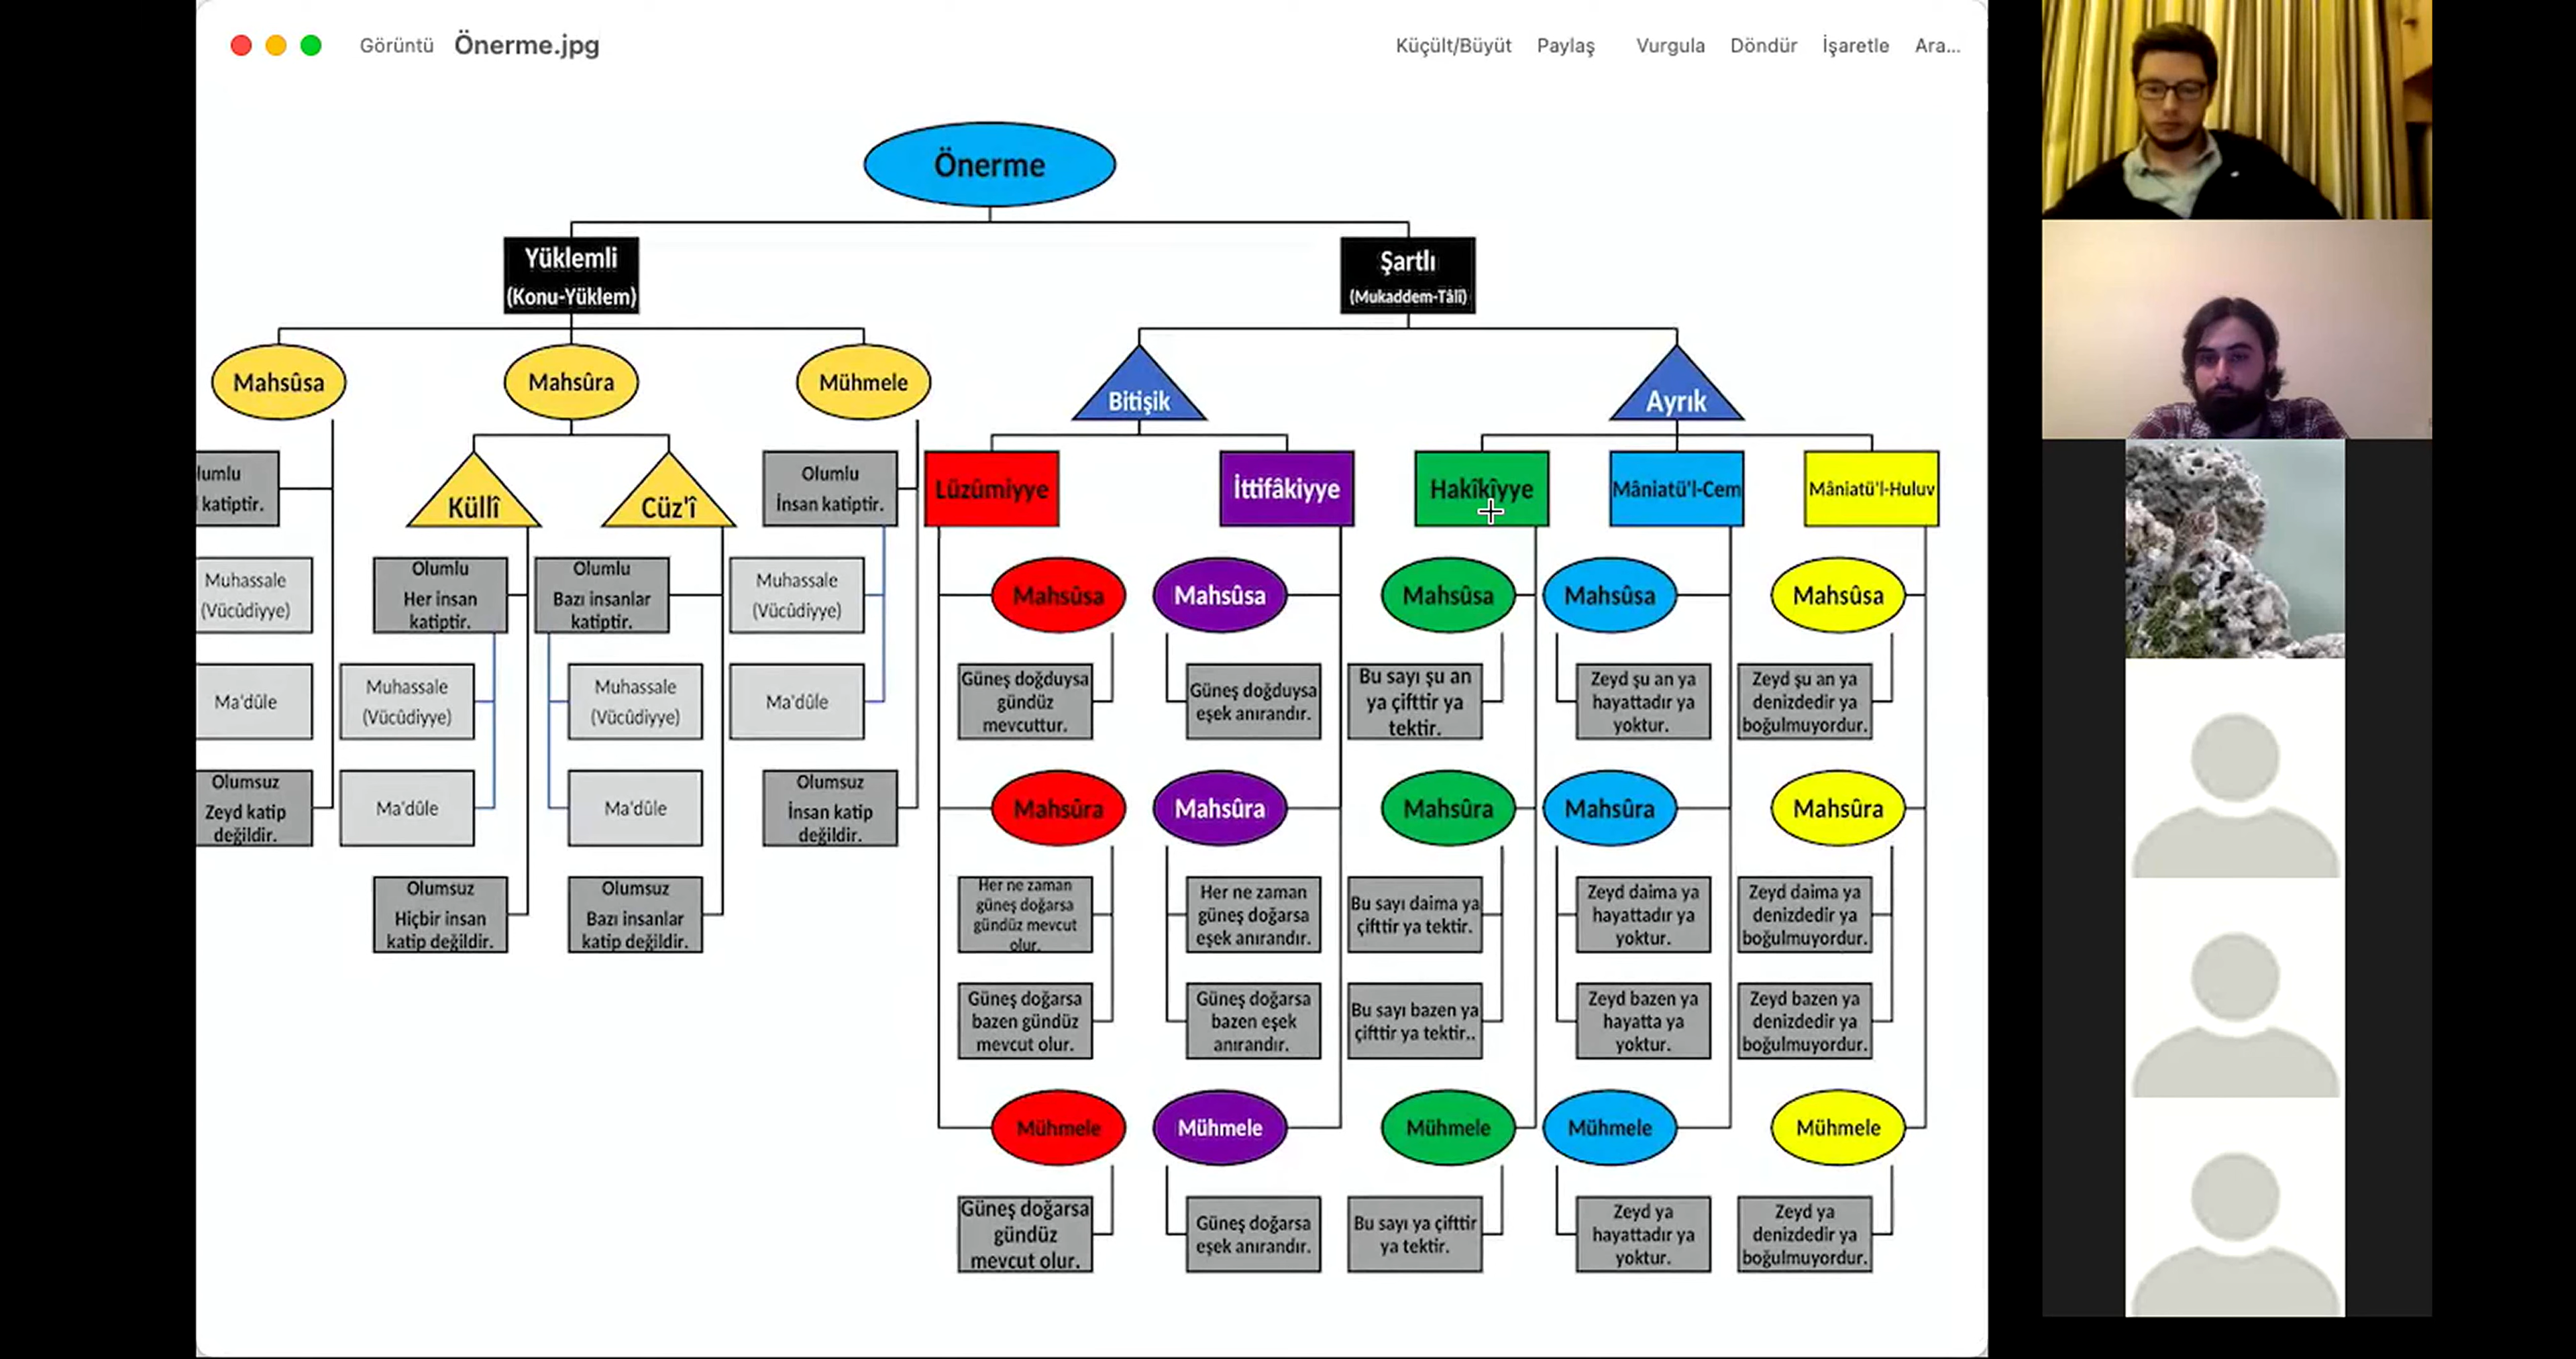 Görüntü Önerme.jpg Küçült/Büyüt Paylaş Vurgula Döndür İşaretle Ara...
Önerme
Yüklemli
(Konu-Yüklem)
Şartlı
(Mukaddem-Tâlî)
Mahsûsa
Mahsûra
Mühmele
Bitişik
Ayrık
Olumlu
İnsan katiptir.
lumlu
katiptir.
Küllî
Cüz'î
Lüzûmiyye
İttifâkiyye
Hakîkîyye
Mâniatü'l-Cem
Mâniatü'l-Huluv
Muhassale
(Vücûdiyye)
Olumlu
Her insan
katiptir.
Olumlu
Bazı insanlar
katiptir.
Muhassale
(Vücûdiyye)
Mahsûsa
Mahsûsa
Mahsûsa
Mahsûsa
Mahsûsa
Ma'dûle
Muhassale
(Vücûdiyye)
Muhassale
(Vücûdiyye)
Ma'dûle
Güneş doğduysa
gündüz
mevcuttur.
Güneş doğduysa
eşek anırandır.
Bu sayı şu an
ya çifttir ya
tektir.
Zeyd şu an ya
hayattadır ya
yoktur.
Zeyd şu an ya
denizdedir ya
boğulmuyordur.
Olumsuz
Zeyd katip
değildir.
Ma'dûle
Ma'dûle
Olumsuz
İnsan katip
değildir.
Mahsûra
Mahsûra
Mahsûra
Mahsûra
Mahsûra
Olumsuz
Hiçbir insan
katip değildir.
Olumsuz
Bazı insanlar
katip değildir.
Her ne zaman
güneş doğarsa
gündüz mevcut
olur.
Her ne zaman
güneş doğarsa
eşek anırandır.
Bu sayı daima ya
çifttir ya tektir.
Zeyd daima ya
hayattadır ya
yoktur.
Zeyd daima ya
denizdedir ya
boğulmuyordur.
Güneş doğarsa
bazen gündüz
mevcut olur.
Güneş doğarsa
bazen eşek
anırandır.
Bu sayı bazen ya
çifttir ya tektir..
Zeyd bazen ya
hayatta ya
yoktur.
Zeyd bazen ya
denizdedir ya
boğulmuyordur.
Mühmele
Mühmele
Mühmele
Mühmele
Mühmele
Güneş doğarsa
gündüz
mevcut olur.
Güneş doğarsa
eşek anırandır.
Bu sayı ya çifttir
ya tektir.
Zeyd ya
hayattadır ya
yoktur.
Zeyd ya
denizdedir ya
boğulmuyordur.